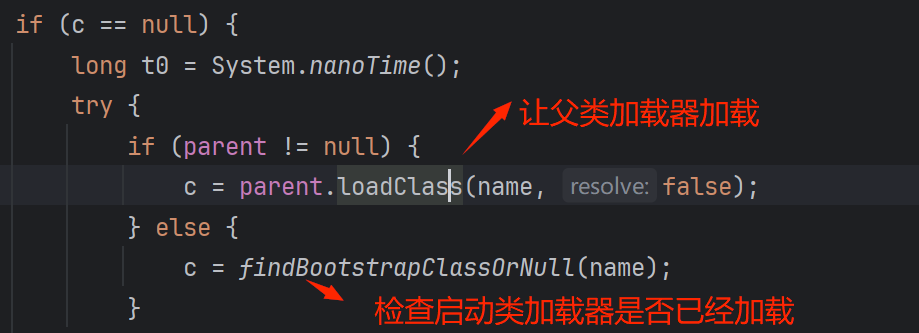 if (c == null) {
long t0 = System.nanoTime();
try {
让父类加载器加载
if (parent != null) {
c = parent.loadClass(name, resolve: false);
} else {
c = findBootstrapClassOrNull(name);
}
检查启动类加载器是否已经加载